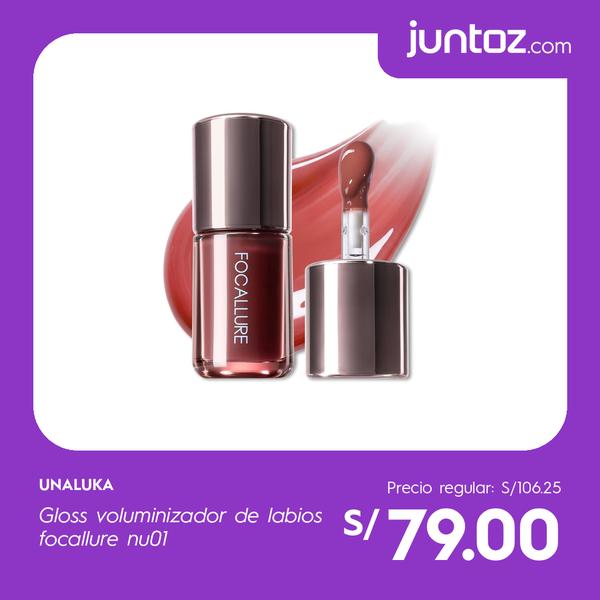 juntoz.com
FOCALLURE
UNALUKA
Gloss voluminizador de labios
focallure nu01
Precio regular: S/106.25
S/79.00